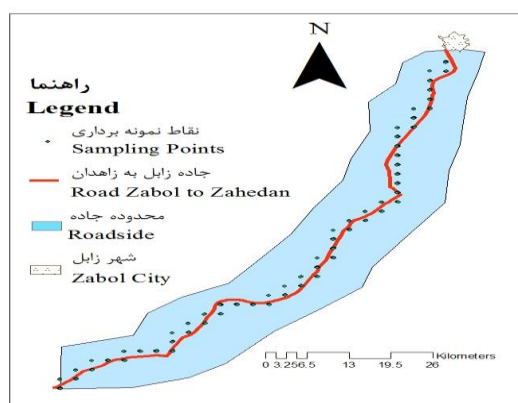 N
راهنما
Legend
نقاط نمونه برداری
Sampling Points
جاده زابل به زاهدان
Road Zabol to Zahedan
محدوده جاده
Roadside
شهر زابل
Zabol City
Kilometers
0 3.25 6.5 13 19.5 26